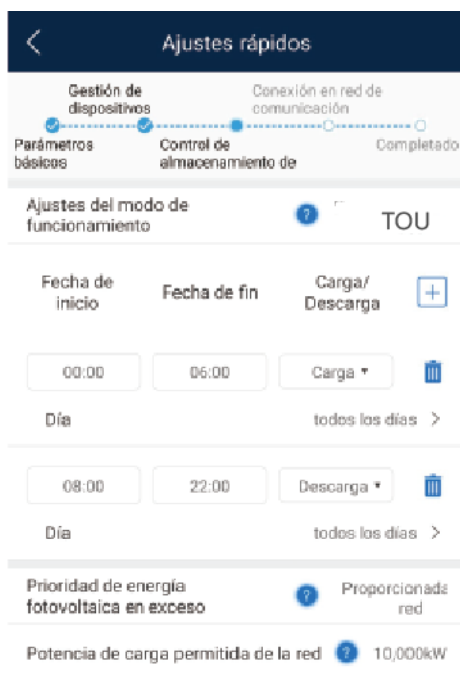 Ajustes rápidos
Gestión de
dispositivos
Conexión en red de
comunicación
Parámetros
básicos
Control de
almacenamiento de
Completado
Ajustes del modo de
funcionamiento
? TOU
Fecha de
inicio
Fecha de fin
Carga/
Descarga
00:00 06:00 Carga
Día todos los días >
08:00 22:00 Descarga
Día todos los días >
Prioridad de energía
fotovoltaica en exceso
? Proporcionada
red
Potencia de carga permitida de la red ? 10,000kW